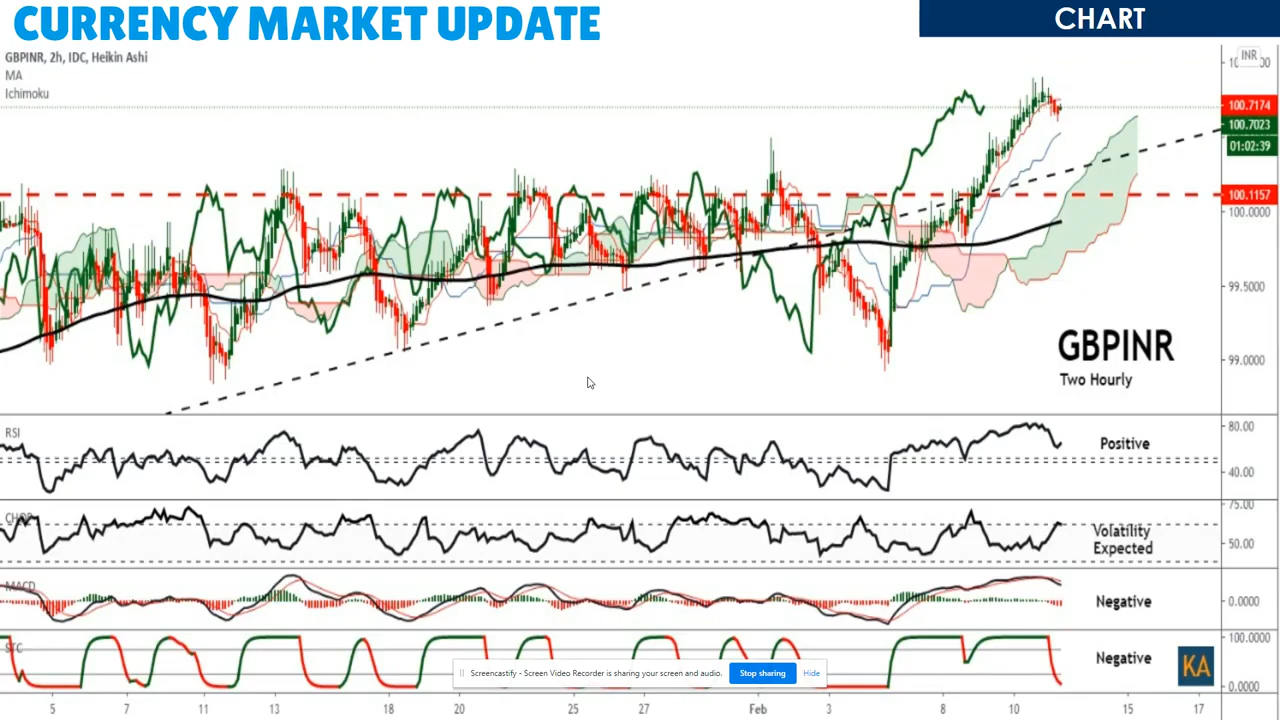 CURRENCY MARKET UPDATE
CHART
GBPINR, 2h, IDC, Heikin Ashi
MA
Ichimoku
INR
100.7174
100.7023
01:02:39
100.1157
100.0000
99.5000
99.0000
GBPINR
Two Hourly
RSI
Positive
80.00
40.00
CHOP
Volatility
Expected
75.00
50.00
MACD
Negative
0.0000
STC
Negative
100.0000
0.0000
KA
Screencastify - Screen Video Recorder is sharing your screen and audio.
Stop sharing
Hide
5 7 11 13 18 20 25 27 Feb 3 8 10 15 17